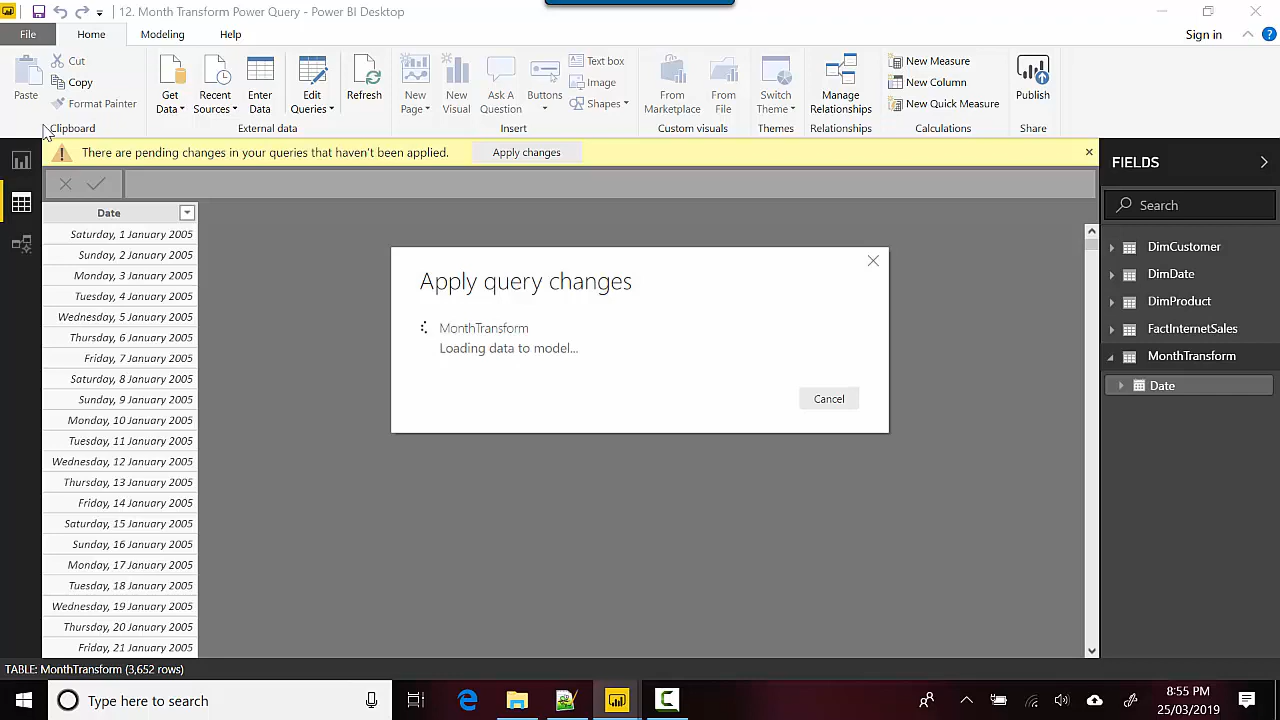 12. Month Transform Power Query - Power BI Desktop
File
Home
Modeling
Help
Sign in
Paste
Cut
Copy
Format Painter
Get Data
Recent Sources
Enter Data
Edit Queries
Refresh
New Page
New Visual
Ask A Question
Buttons
Text box
Image
Shapes
From Marketplace
From File
Switch Theme
Manage Relationships
New Measure
New Column
New Quick Measure
Publish
Clipboard
External data
Insert
Custom visuals
Themes
Relationships
Calculations
Share
There are pending changes in your queries that haven't been applied.
Apply changes
Date
Saturday, 1 January 2005
Sunday, 2 January 2005
Monday, 3 January 2005
Tuesday, 4 January 2005
Wednesday, 5 January 2005
Thursday, 6 January 2005
Friday, 7 January 2005
Saturday, 8 January 2005
Sunday, 9 January 2005
Monday, 10 January 2005
Tuesday, 11 January 2005
Wednesday, 12 January 2005
Thursday, 13 January 2005
Friday, 14 January 2005
Saturday, 15 January 2005
Sunday, 16 January 2005
Monday, 17 January 2005
Tuesday, 18 January 2005
Wednesday, 19 January 2005
Thursday, 20 January 2005
Friday, 21 January 2005
Apply query changes
MonthTransform
Loading data to model...
Cancel
FIELDS
Search
DimCustomer
DimDate
DimProduct
FactInternetSales
MonthTransform
Date
TABLE: MonthTransform (3,652 rows)
Type here to search
8:55 PM
25/03/2019